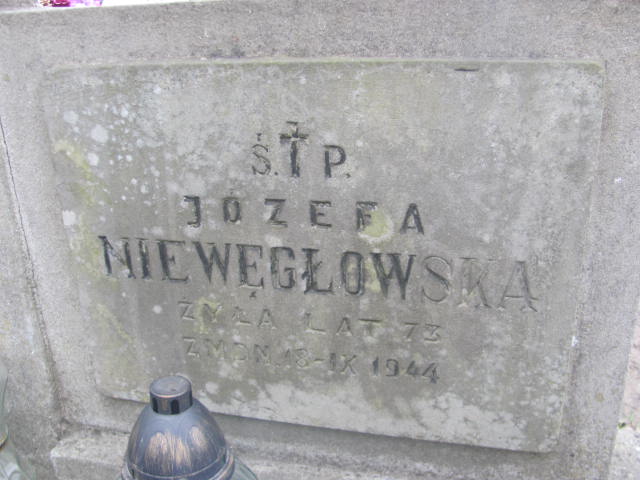 Ś. † P.
JÓZEFA
NIEWĘGŁOWSKA
ŻYŁA LAT 73
ZM. DN. 18-IX 1944